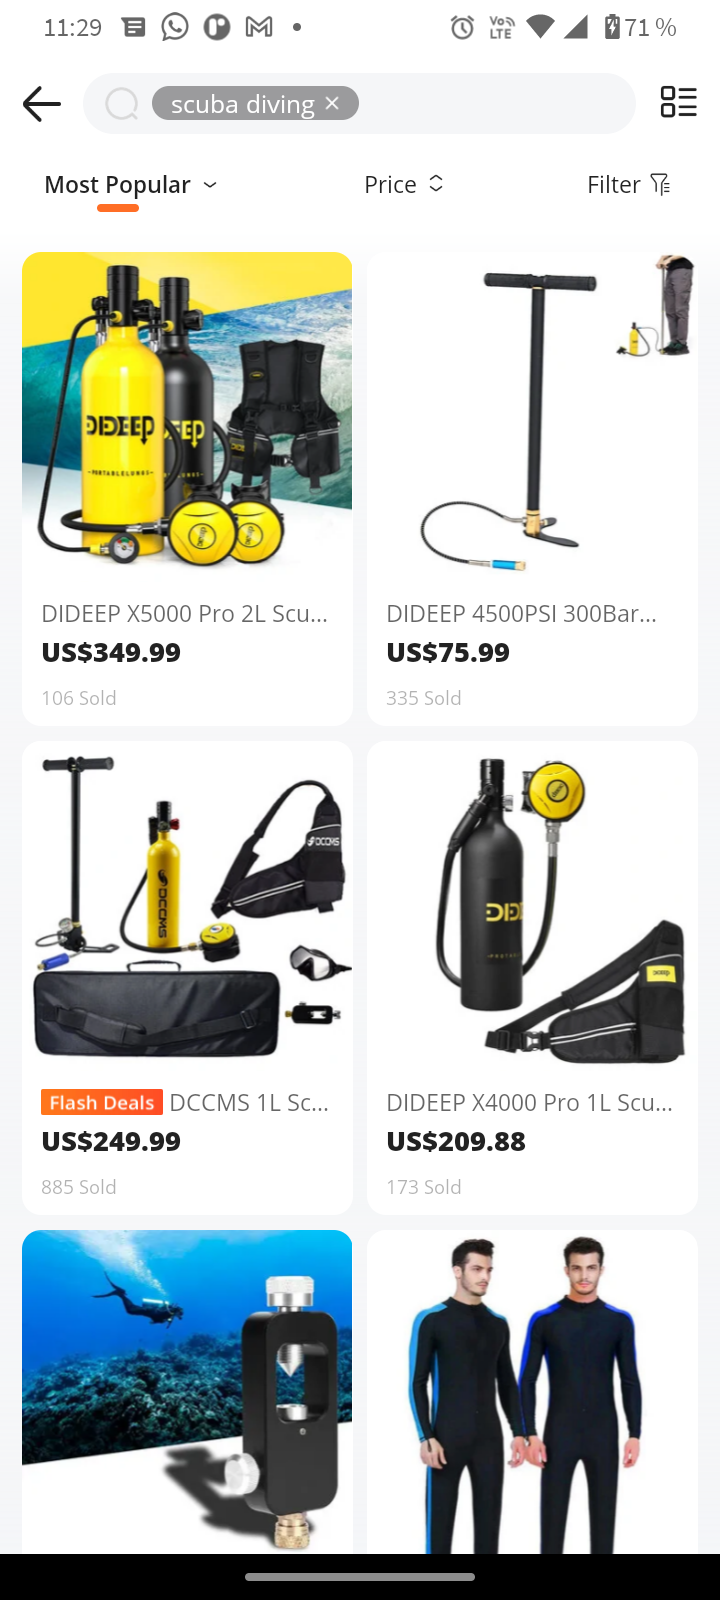 11:29
Vo
LTE
71 %
scuba diving ×
Most Popular
Price
Filter
DIDEEP
-PORTABLELUNGS-
DIDEEP X5000 Pro 2L Scu...
US$349.99
106 Sold
DIDEEP 4500PSI 300Bar...
US$75.99
335 Sold
DCCMS
DCCMS
Flash Deals DCCMS 1L Sc...
US$249.99
885 Sold
DIDEEP X4000 Pro 1L Scu...
US$209.88
173 Sold